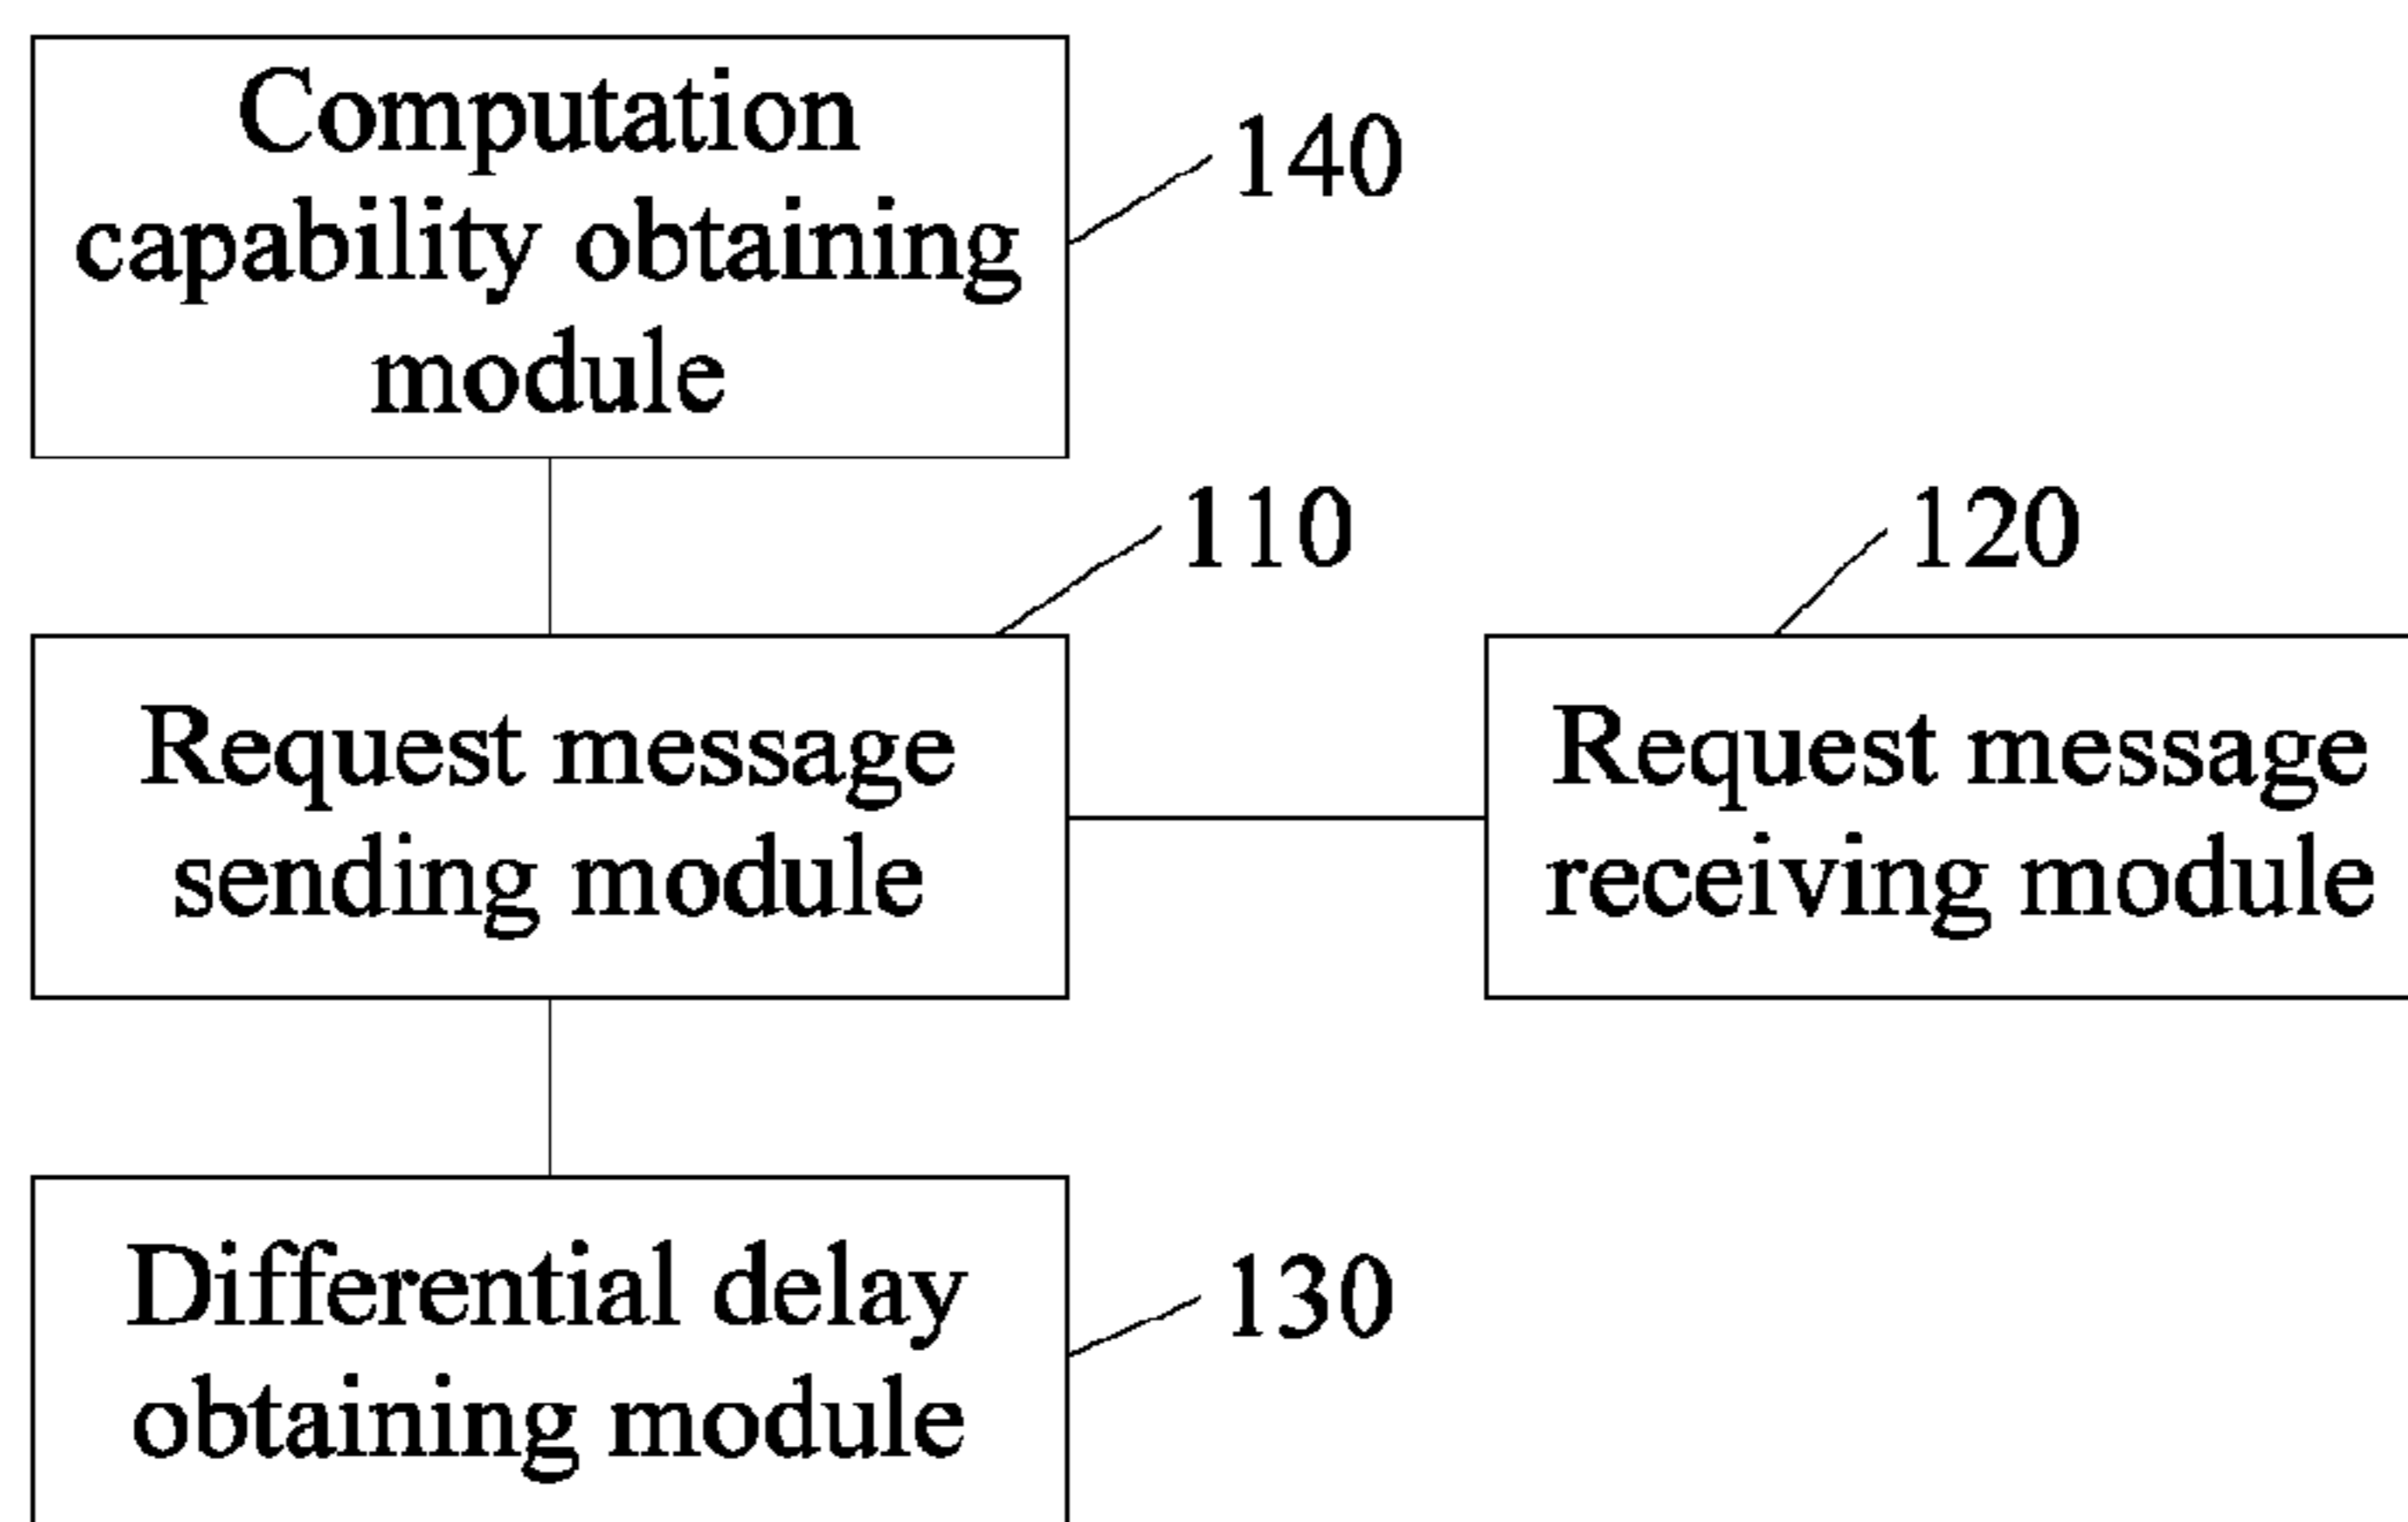 Computation
capability obtaining
module
140
110
120
Request message
sending module
Request message
receiving module
Differential delay
obtaining module
130